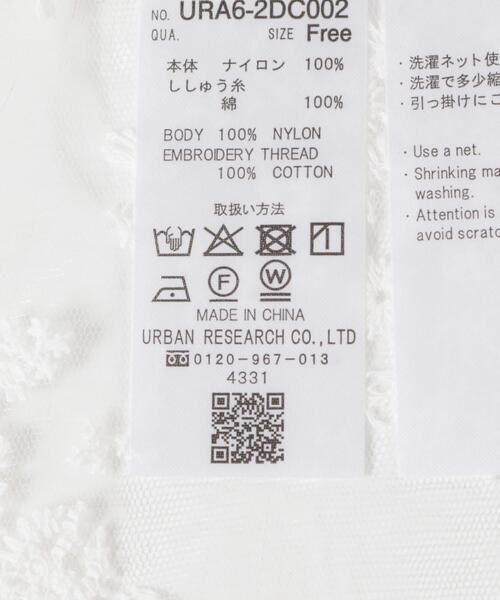 NO. URA6-2DC002
QUA. SIZE Free
本体 ナイロン 100%
ししゅう糸
綿 100%
BODY 100% NYLON
EMBROIDERY THREAD
100% COTTON
取扱い方法
F W
MADE IN CHINA
URBAN RESEARCH CO., LTD
0120-967-013
4331
・洗濯ネット使
・洗濯で多少縮
・引っ掛けにご
・Use a net.
・Shrinking ma
washing.
・Attention is
avoid scratc